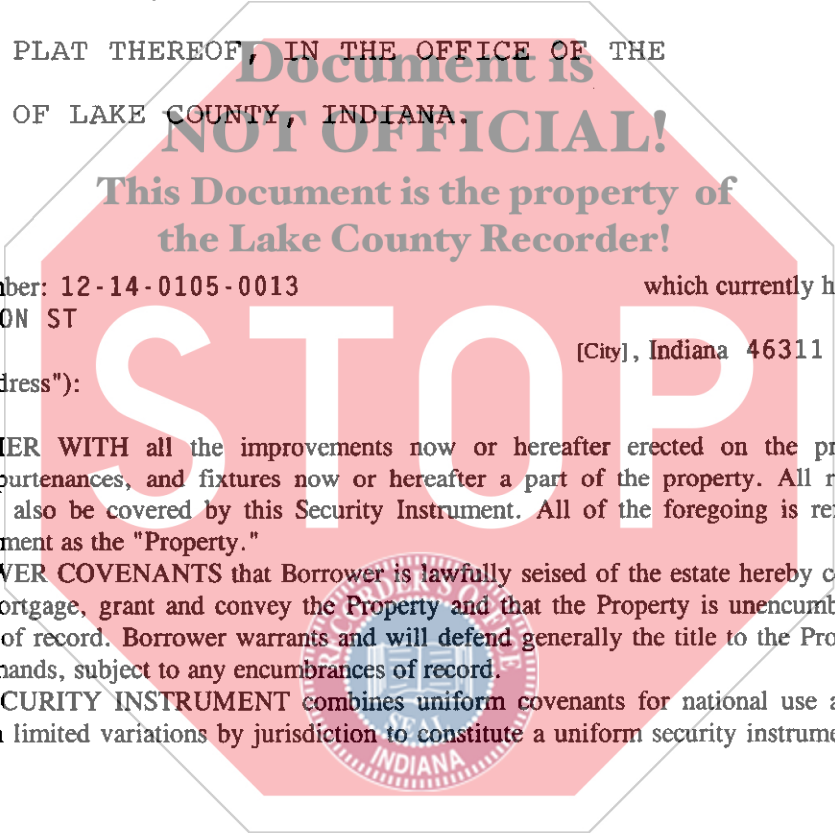 PLAT THEREOF, IN THE OFFICE OF THE
Document is
OF LAKE COUNTY, INDIANA.
NOT OFFICIAL!
This Document is the property of
the Lake County Recorder!
nber: 12-14-0105-0013 which currently h
ON ST
STOP
[City], Indiana 46311
dress"):
ER WITH all the improvements now or hereafter erected on the pr
purtenances, and fixtures now or hereafter a part of the property. All r
also be covered by this Security Instrument. All of the foregoing is re
ment as the "Property."
VER COVENANTS that Borrower is lawfully seised of the estate hereby c
ortgage, grant and convey the Property and that the Property is unencumb
of record. Borrower warrants and will defend generally the title to the Pro
nands, subject to any encumbrances of record.
CURITY INSTRUMENT combines uniform covenants for national use a
limited variations by jurisdiction to constitute a uniform security instrume
RECORDER'S OFFICE
SEAL
INDIANA